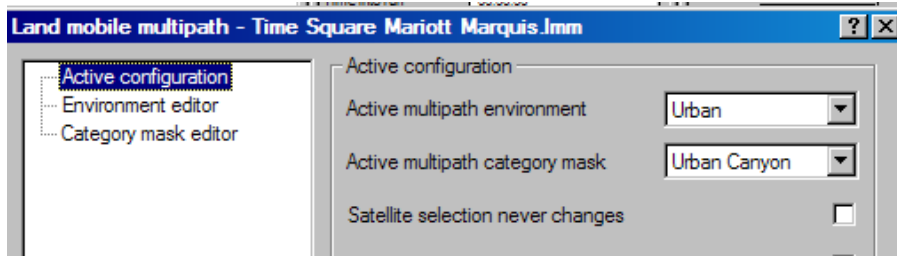 Land mobile multipath - Time Square Mariott Marquis.lmm
Active configuration
Environment editor
Category mask editor
Active configuration
Active multipath environment Urban
Active multipath category mask Urban Canyon
Satellite selection never changes